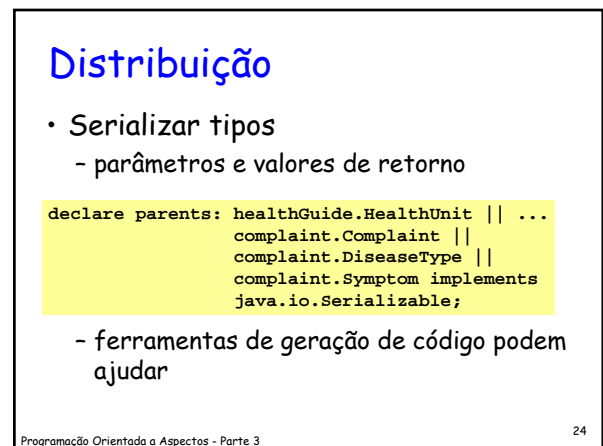 Distribuição
• Serializar tipos
– parâmetros e valores de retorno
declare parents: healthGuide.HealthUnit || ...
complaint.Complaint ||
complaint.DiseaseType ||
complaint.Symptom implements
java.io.Serializable;
– ferramentas de geração de código podem
ajudar
Programação Orientada a Aspectos - Parte 3
24